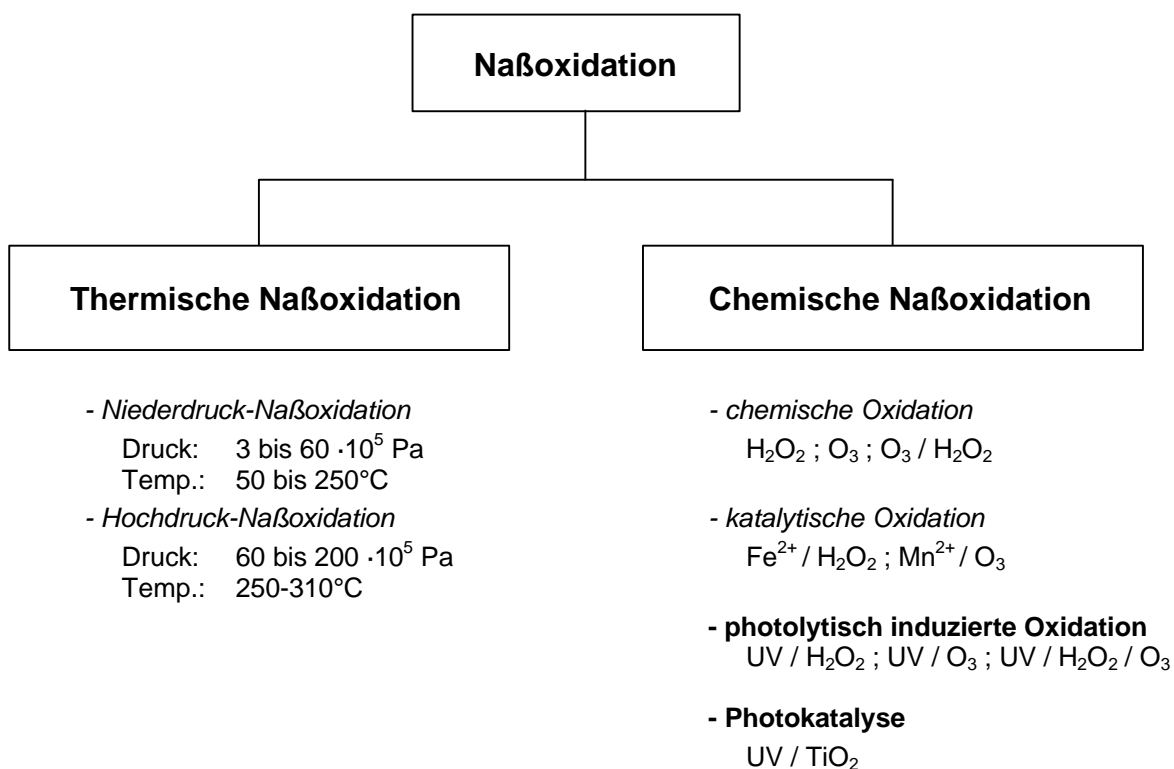 Naßoxidation
Thermische Naßoxidation
- Niederdruck-Naßoxidation
Druck: 3 bis 60 ·10⁵ Pa
Temp.: 50 bis 250°C
- Hochdruck-Naßoxidation
Druck: 60 bis 200 ·10⁵ Pa
Temp.: 250-310°C
Chemische Naßoxidation
- chemische Oxidation
H₂O₂ ; O₃ ; O₃ / H₂O₂
- katalytische Oxidation
Fe²⁺ / H₂O₂ ; Mn²⁺ / O₃
- photolytisch induzierte Oxidation
UV / H₂O₂ ; UV / O₃ ; UV / H₂O₂ / O₃
- Photokatalyse
UV / TiO₂